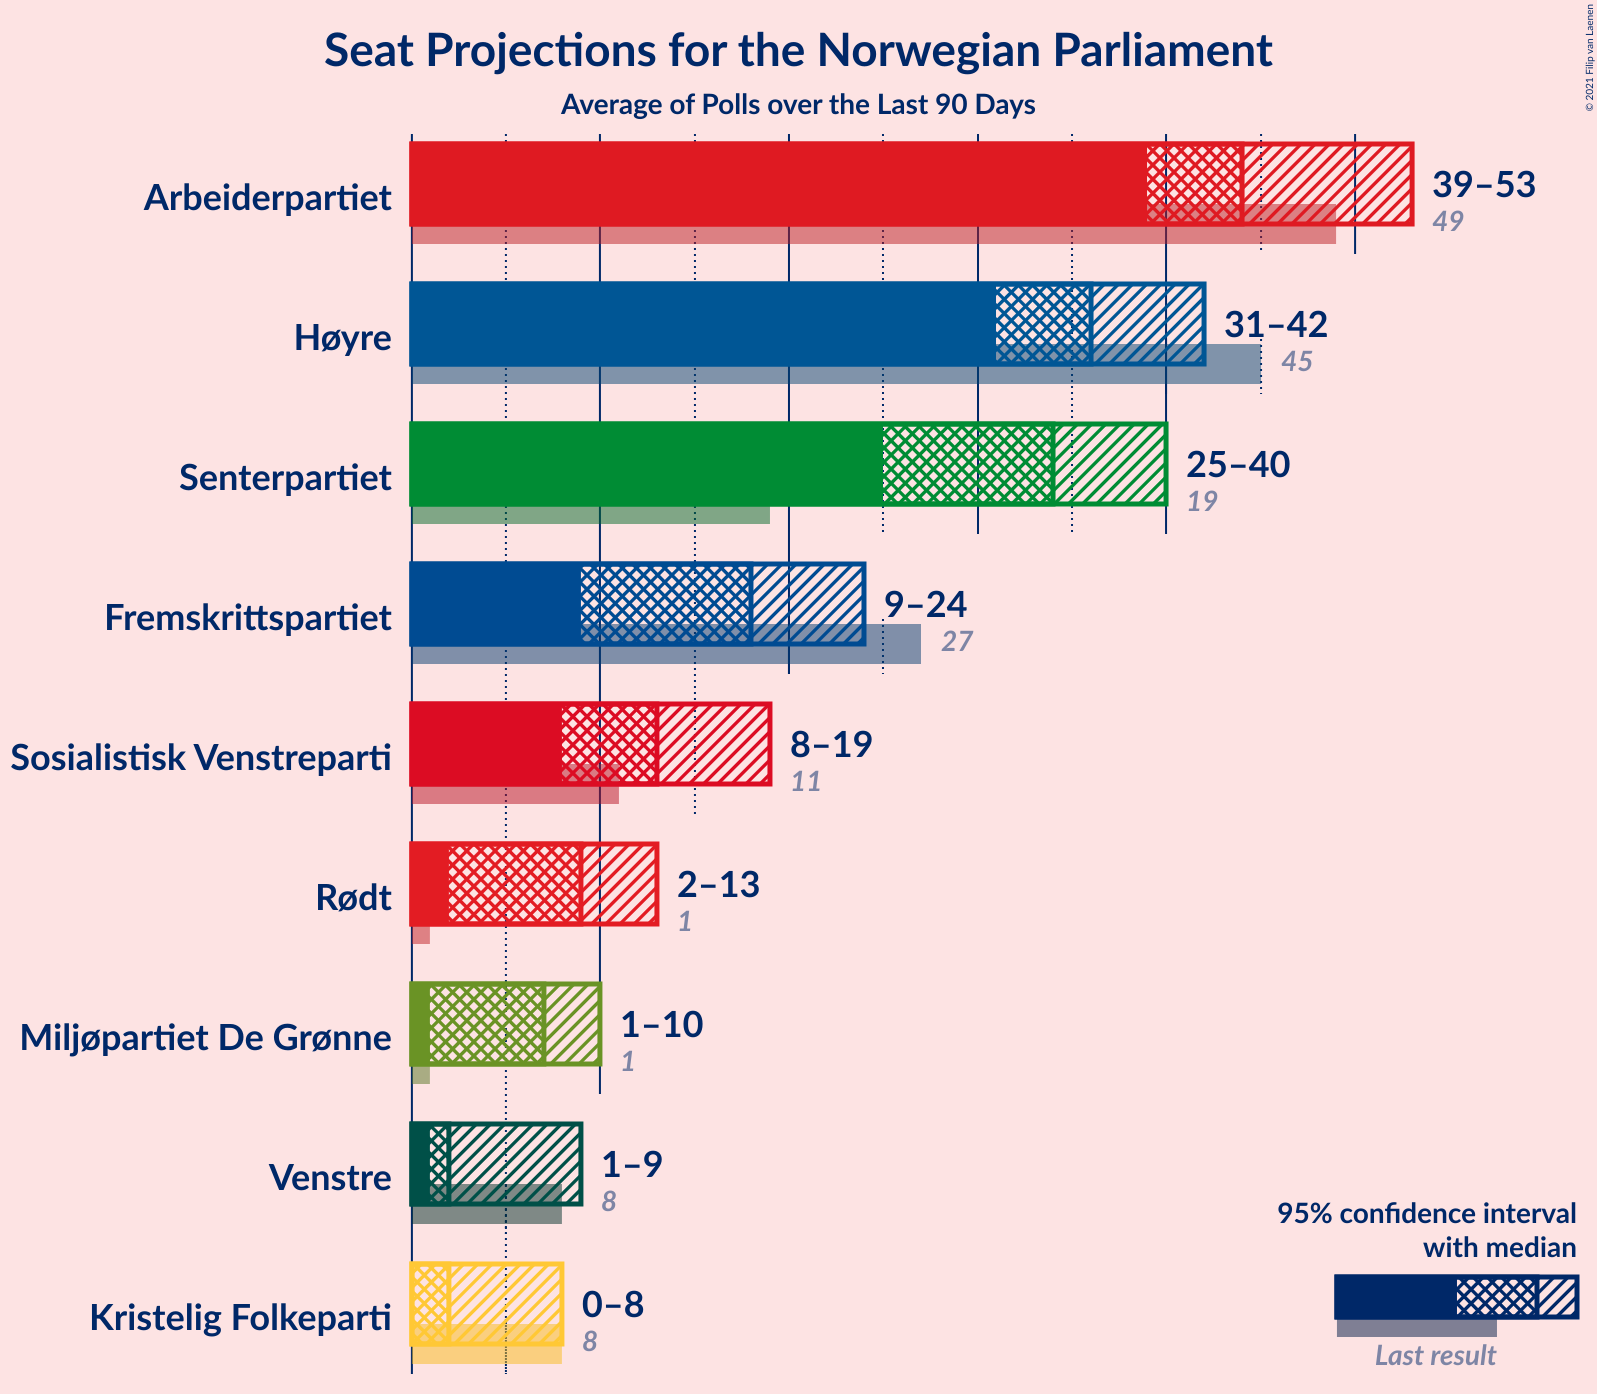 Seat Projections for the Norwegian Parliament
Average of Polls over the Last 90 Days
© 2021 Filip van Laenen
Arbeiderpartiet
39–53
49
Høyre
31–42
45
Senterpartiet
25–40
19
Fremskrittspartiet
9–24
27
Sosialistisk Venstreparti
8–19
11
Rødt
2–13
1
Miljøpartiet De Grønne
1–10
1
Venstre
1–9
8
Kristelig Folkeparti
0–8
8
95% confidence interval
with median
Last result